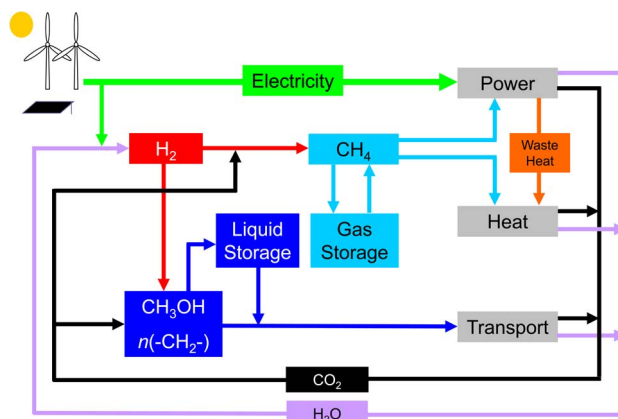 Electricity
Power
H₂
CH₄
Waste
Heat
Liquid
Storage
Gas
Storage
Heat
CH₃OH
n(-CH₂-)
Transport
CO₂
H₂O